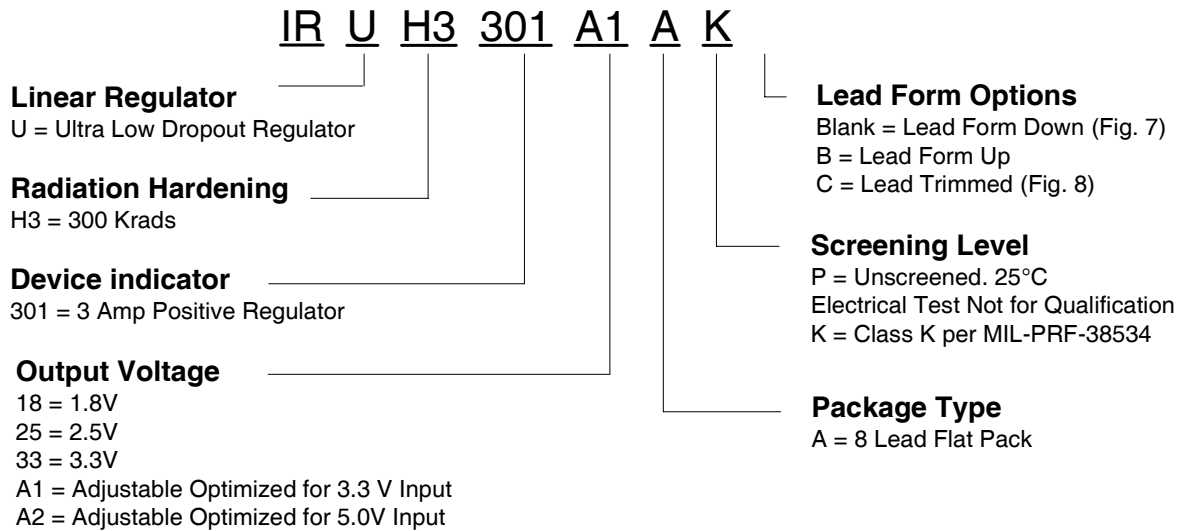 IR U H3 301 A1 A K
Linear Regulator
U = Ultra Low Dropout Regulator
Radiation Hardening
H3 = 300 Krads
Device indicator
301 = 3 Amp Positive Regulator
Output Voltage
18 = 1.8V
25 = 2.5V
33 = 3.3V
A1 = Adjustable Optimized for 3.3 V Input
A2 = Adjustable Optimized for 5.0V Input
Lead Form Options
Blank = Lead Form Down (Fig. 7)
B = Lead Form Up
C = Lead Trimmed (Fig. 8)
Screening Level
P = Unscreened. 25°C
Electrical Test Not for Qualification
K = Class K per MIL-PRF-38534
Package Type
A = 8 Lead Flat Pack